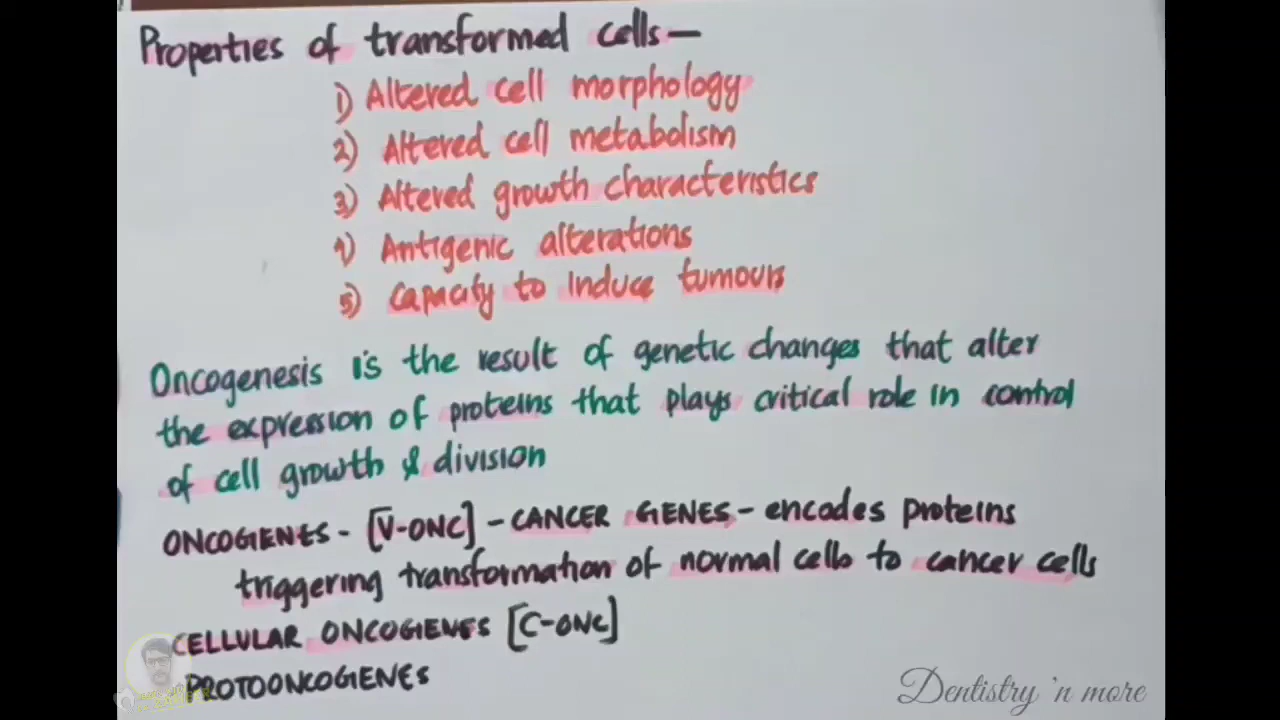 Properties of transformed cells—
1) Altered cell morphology
2) Altered cell metabolism
3) Altered growth characteristics
4) Antigenic alterations
5) Capacity to Induce tumours
Oncogenesis is the result of genetic changes that alter
the expression of proteins that plays critical role in control
of cell growth & division
ONCOGENES - [V-ONC] - CANCER GENES - encodes proteins
triggering transformation of normal cells to cancer cells
CELLULAR ONCOGENES [C-ONC]
PROTOONCOGENES
Dentistry 'n more